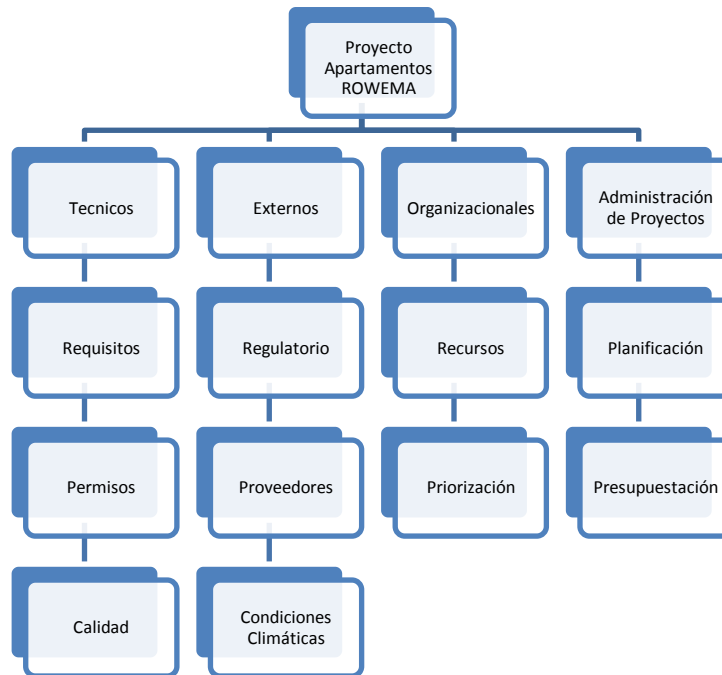 Proyecto
Apartamentos
ROWEMA
Tecnicos
Externos
Organizacionales
Administración
de Proyectos
Requisitos
Regulatorio
Recursos
Planificación
Permisos
Proveedores
Priorización
Presupuestación
Calidad
Condiciones
Climáticas